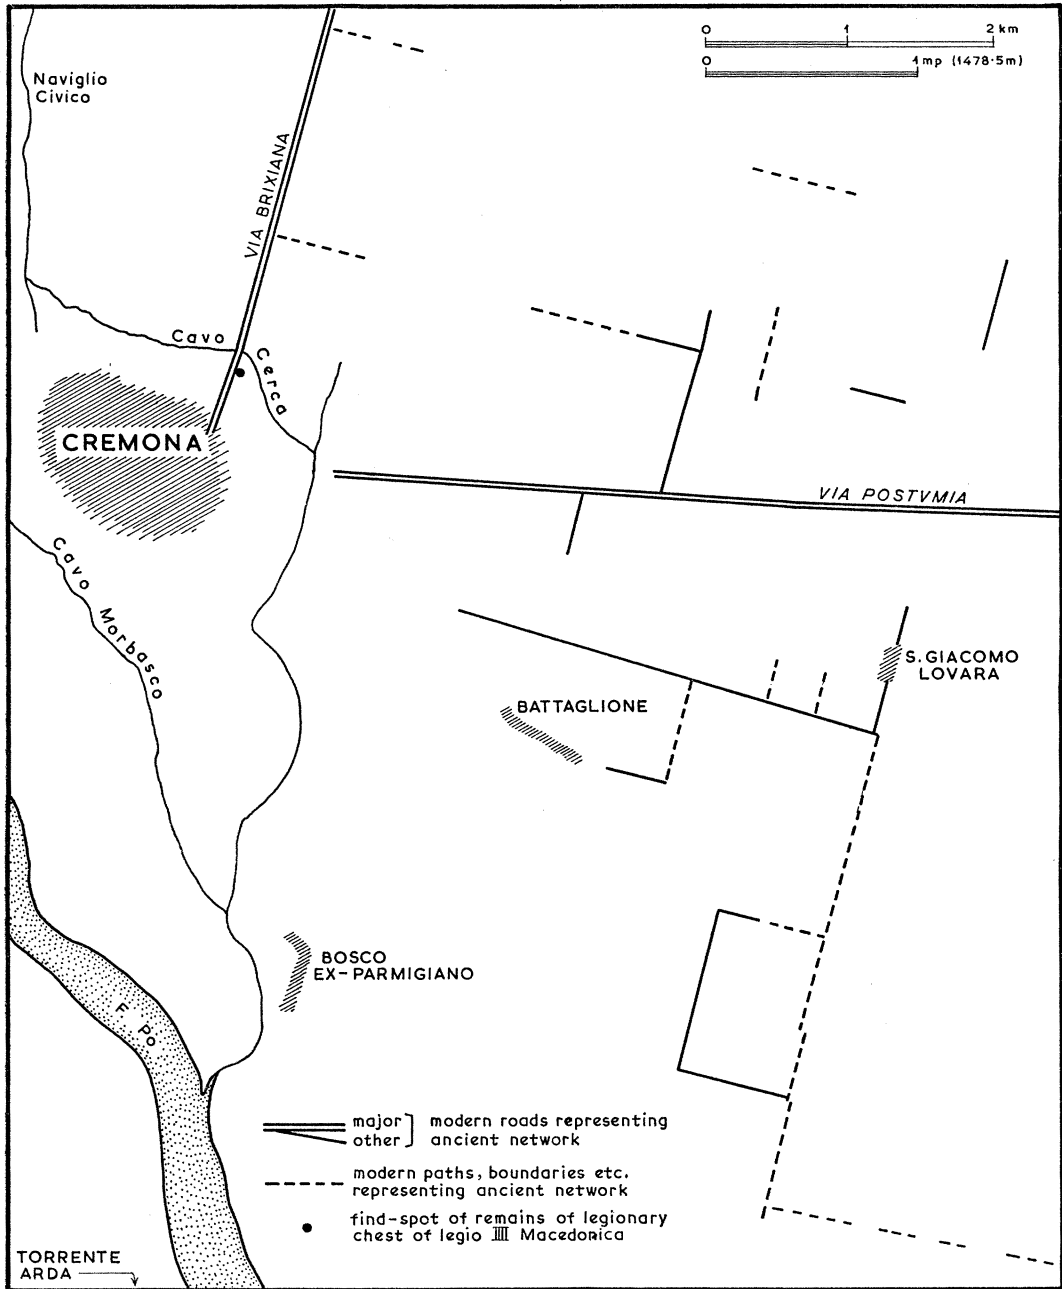 0 1 2 km
0 1 mp (1478·5m)
Naviglio
Civico
VIA BRIXIANA
Cavo
Cerca
CREMONA
VIA POSTVMIA
Cavo Morbasco
S. GIACOMO
LOVARA
BATTAGLIONE
BOSCO
EX-PARMIGIANO
F. Po
major
other
modern roads representing
ancient network
modern paths, boundaries etc.
representing ancient network
find-spot of remains of legionary
chest of legio IIII Macedonica
TORRENTE
ARDA